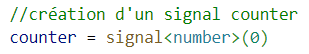 //création d'un signal counter
counter = signal<number>(0)